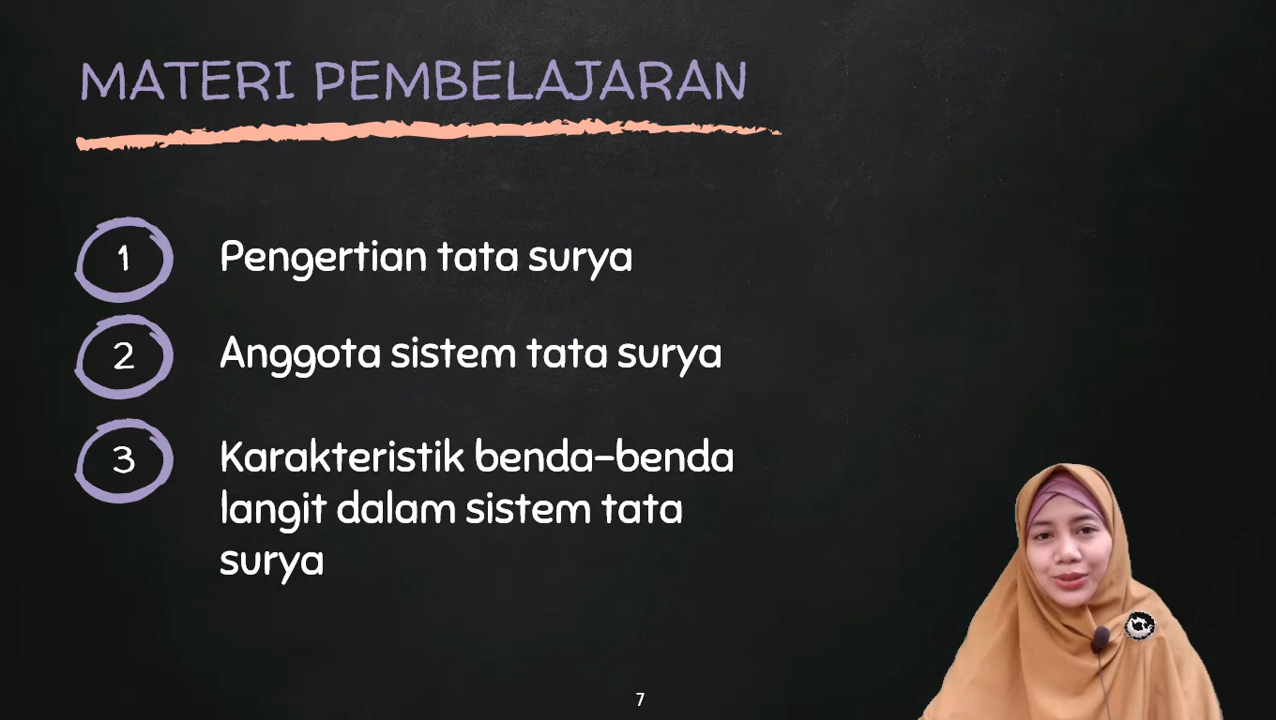 MATERI PEMBELAJARAN
1
Pengertian tata surya
2
Anggota sistem tata surya
3
Karakteristik benda-benda
langit dalam sistem tata
surya
7